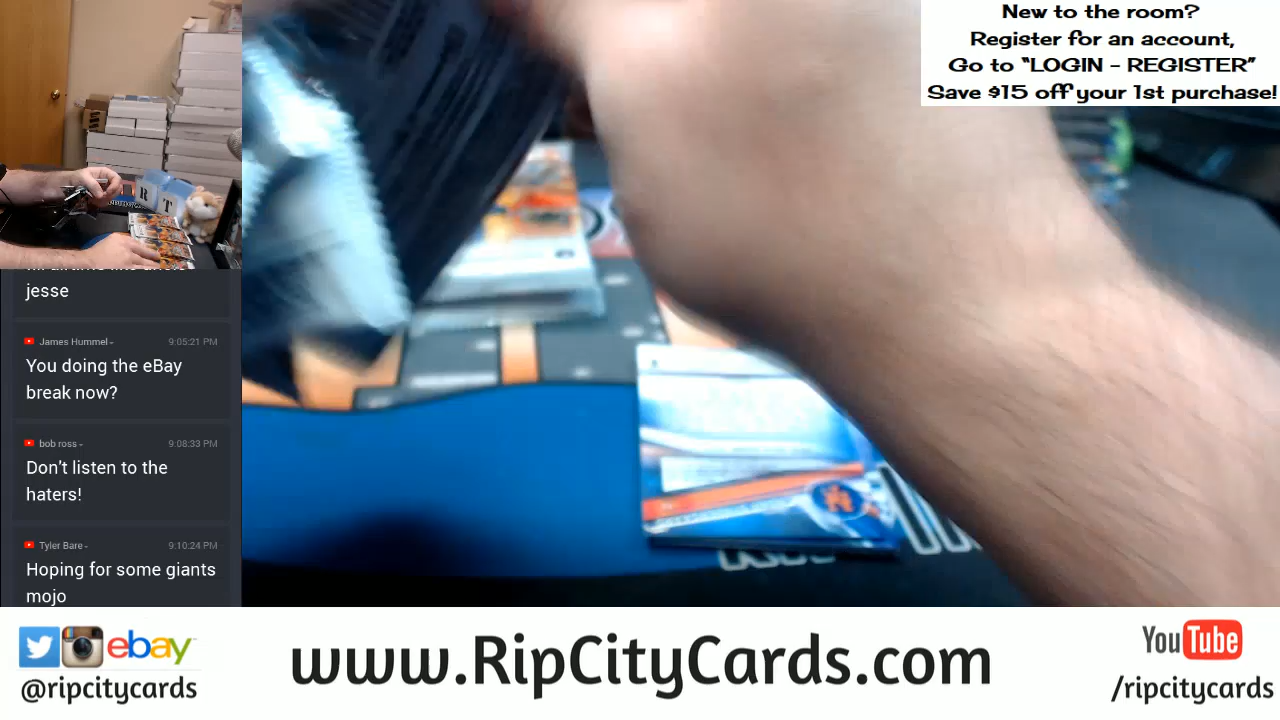 New to the room?
Register for an account,
Go to “LOGIN - REGISTER”
Save $15 off your 1st purchase!
R
T
jesse
James Hummel - 9:05:21 PM
You doing the eBay
break now?
bob ross - 9:08:33 PM
Don't listen to the
haters!
Tyler Bare - 9:10:24 PM
Hoping for some giants
mojo
ebay
@ripcitycards
www.RipCityCards.com
YouTube
/ripcitycards